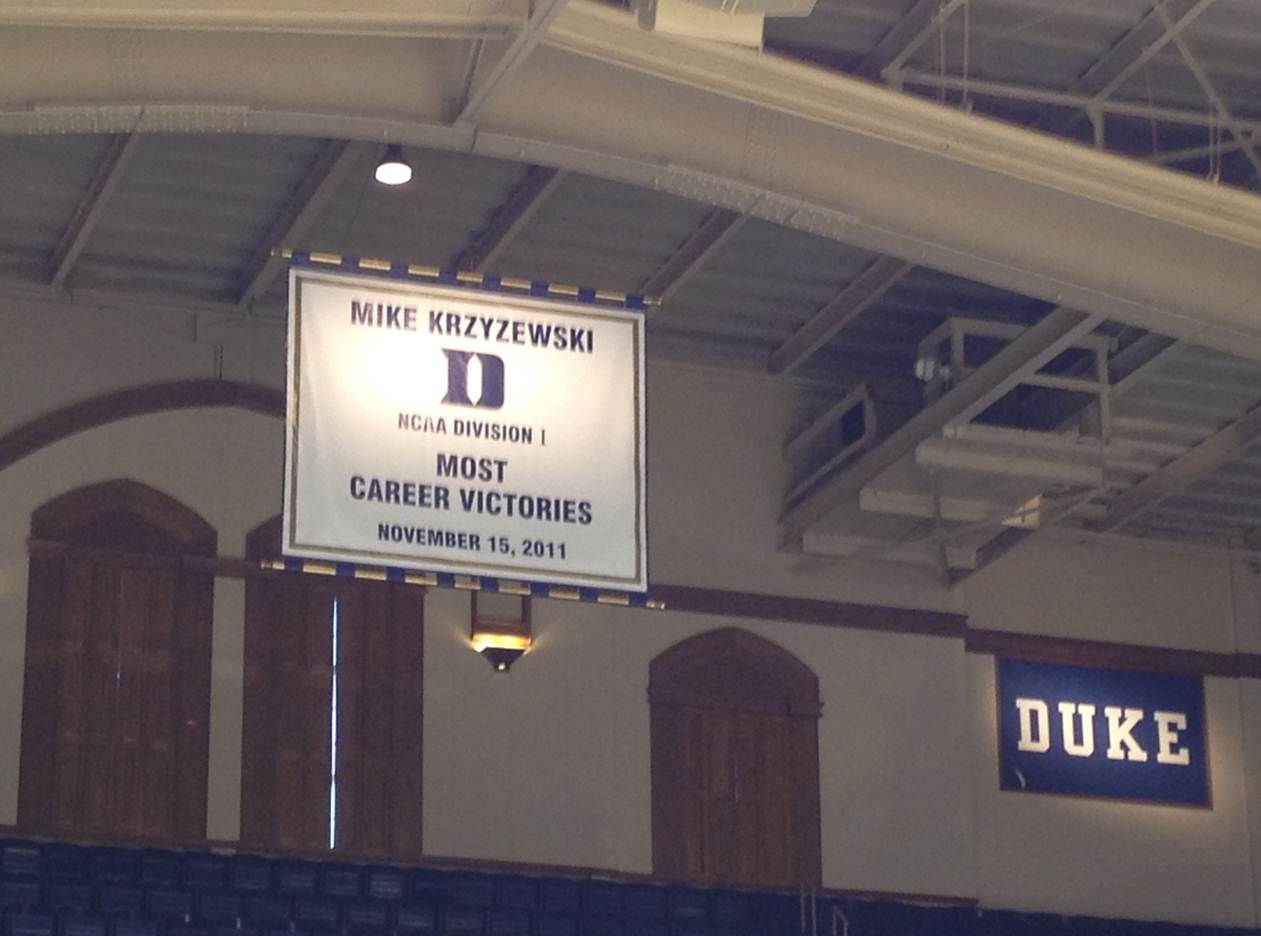 MIKE KRZYZEWSKI
D
NCAA DIVISION I
MOST
CAREER VICTORIES
NOVEMBER 15, 2011
DUKE